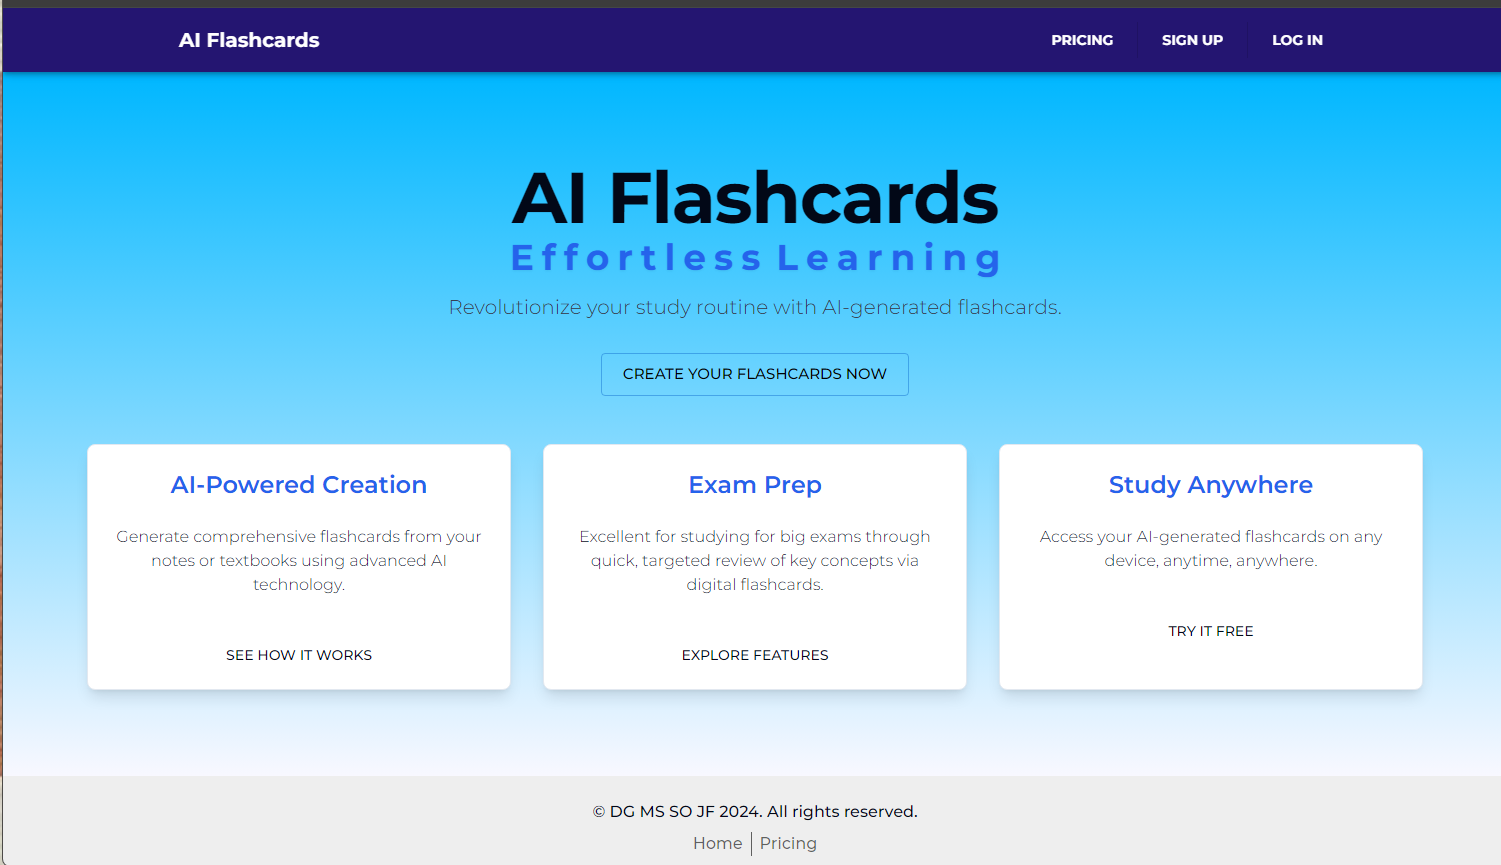 AI Flashcards
PRICING
SIGN UP
LOG IN
AI Flashcards
Effortless Learning
Revolutionize your study routine with AI-generated flashcards.
CREATE YOUR FLASHCARDS NOW
AI-Powered Creation
Generate comprehensive flashcards from your
notes or textbooks using advanced AI
technology.
SEE HOW IT WORKS
Exam Prep
Excellent for studying for big exams through
quick, targeted review of key concepts via
digital flashcards.
EXPLORE FEATURES
Study Anywhere
Access your AI-generated flashcards on any
device, anytime, anywhere.
TRY IT FREE
© DG MS SO JF 2024. All rights reserved.
Home | Pricing